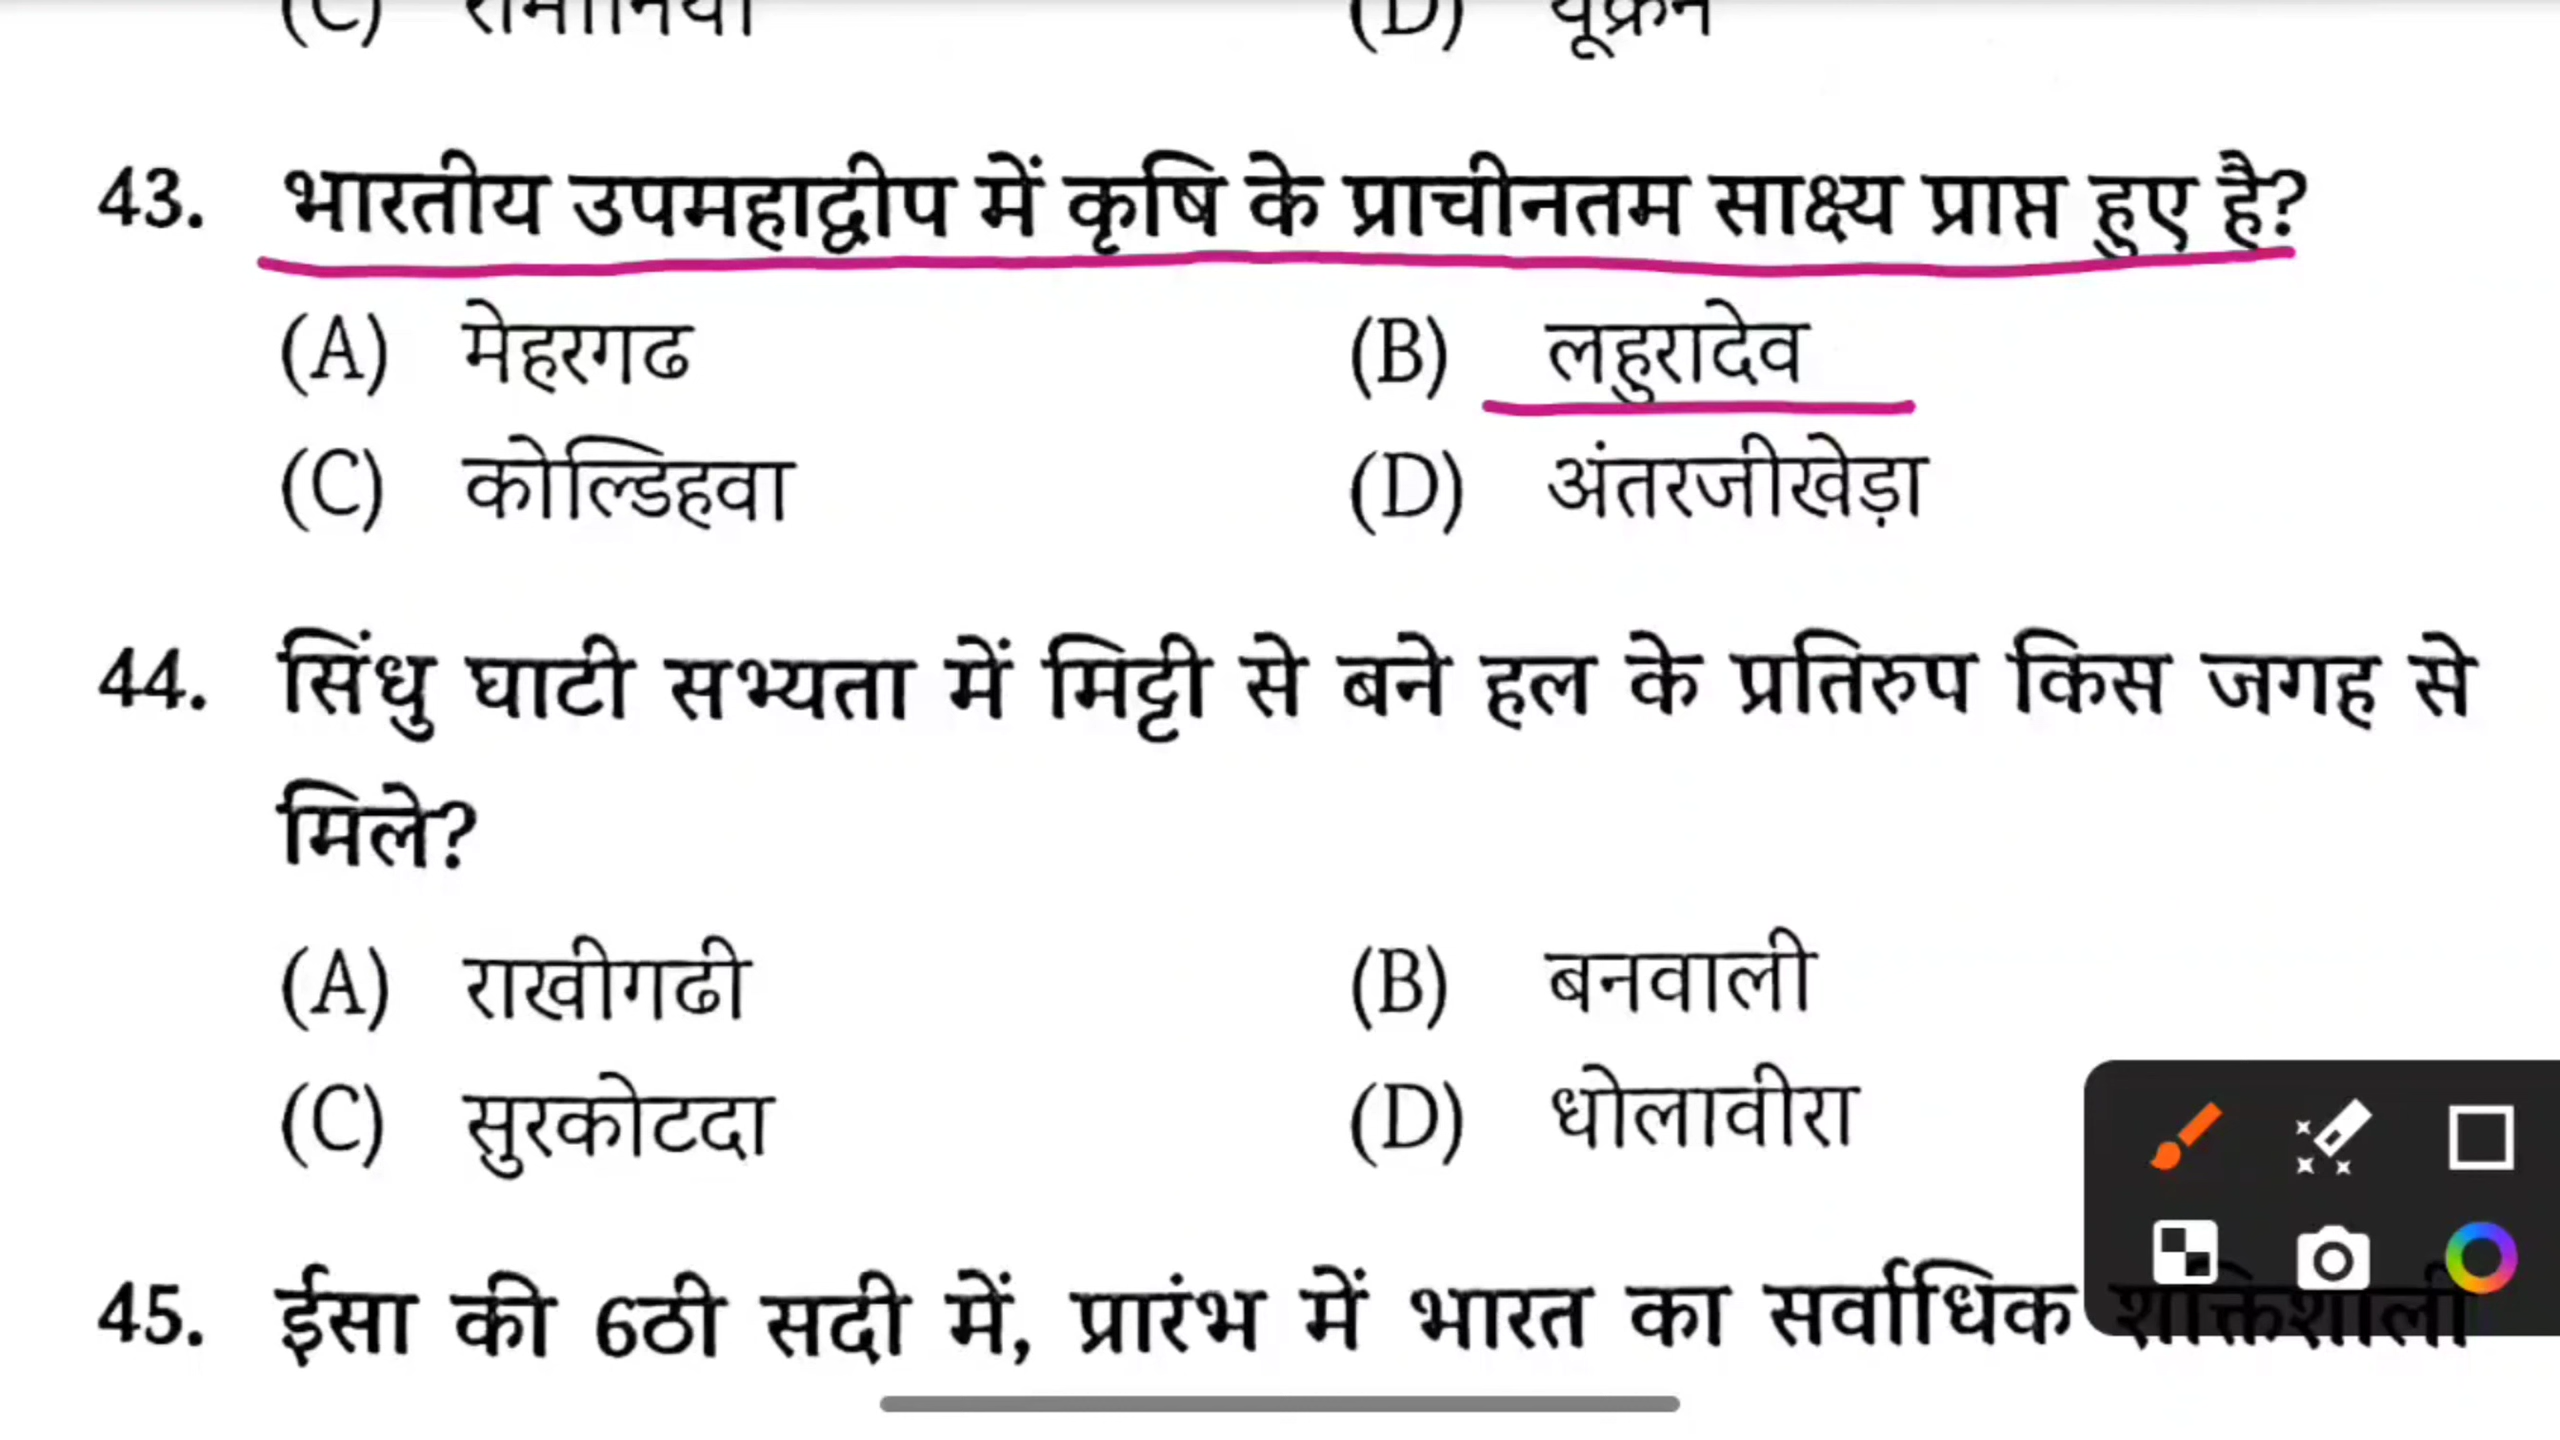 (C) रोमानिया (D) यूक्रेन
43. भारतीय उपमहाद्वीप में कृषि के प्राचीनतम साक्ष्य प्राप्त हुए है?
(A) मेहरगढ (B) लहुरादेव
(C) कोल्डिहवा (D) अंतरजीखेड़ा
44. सिंधु घाटी सभ्यता में मिट्टी से बने हल के प्रतिरुप किस जगह से
मिले?
(A) राखीगढी (B) बनवाली
(C) सुरकोटदा (D) धोलावीरा
45. ईसा की 6ठी सदी में, प्रारंभ में भारत का सर्वाधिक शक्तिशाली